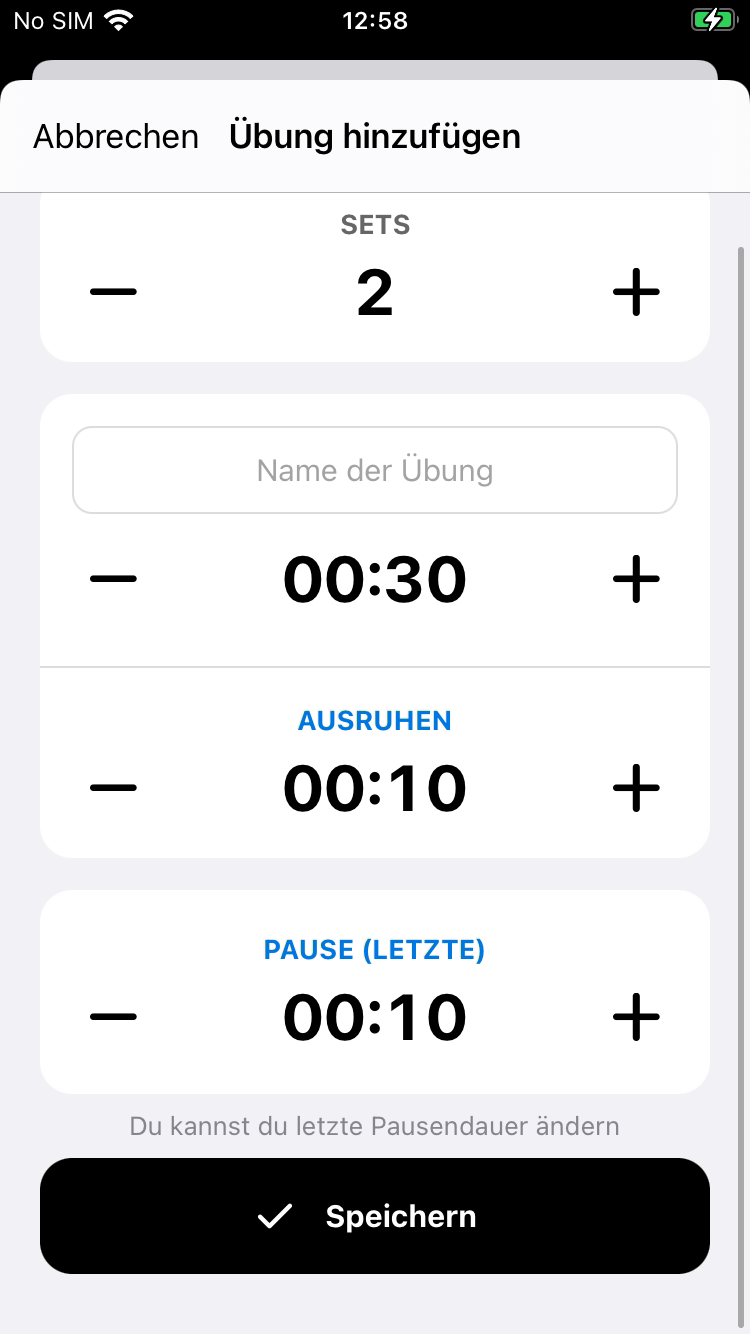 No SIM 12:58
Abbrechen Übung hinzufügen
SETS
2
Name der Übung
00:30
AUSRUHEN
00:10
PAUSE (LETZTE)
00:10
Du kannst du letzte Pausendauer ändern
Speichern